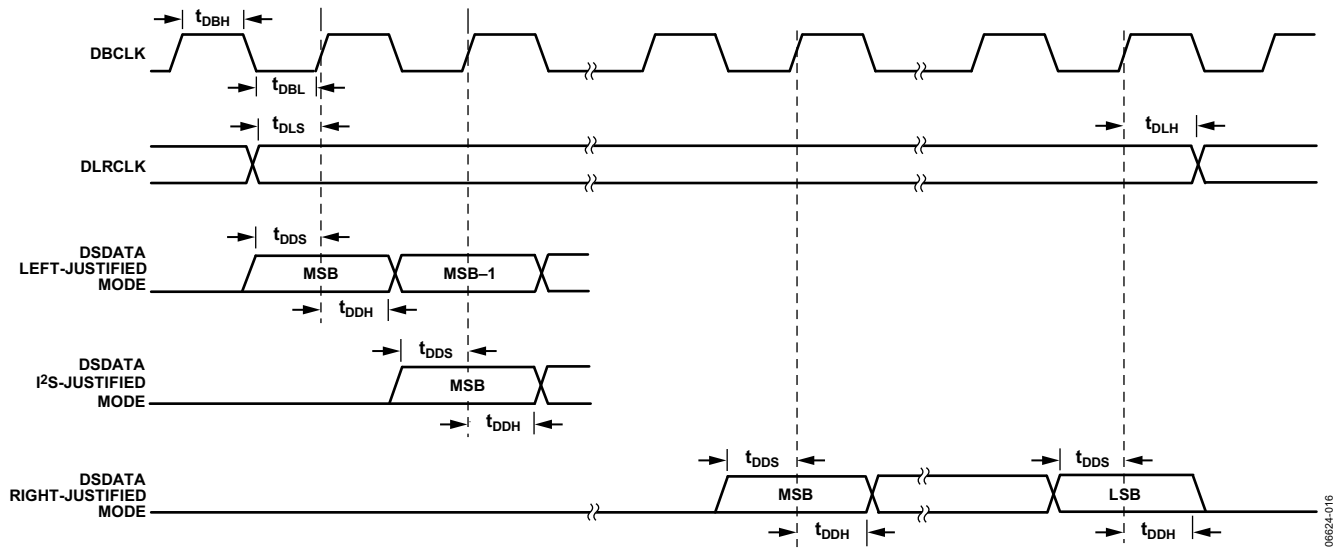 tDBH
DBCLK
tDBL
tDLS
tDLH
DLRCLK
tDDS
DSDATA
LEFT-JUSTIFIED
MODE
MSB
MSB–1
tDDH
tDDS
DSDATA
I2S-JUSTIFIED
MODE
MSB
tDDH
tDDS
tDDS
DSDATA
RIGHT-JUSTIFIED
MODE
MSB
LSB
tDDH
tDDH
06624-016